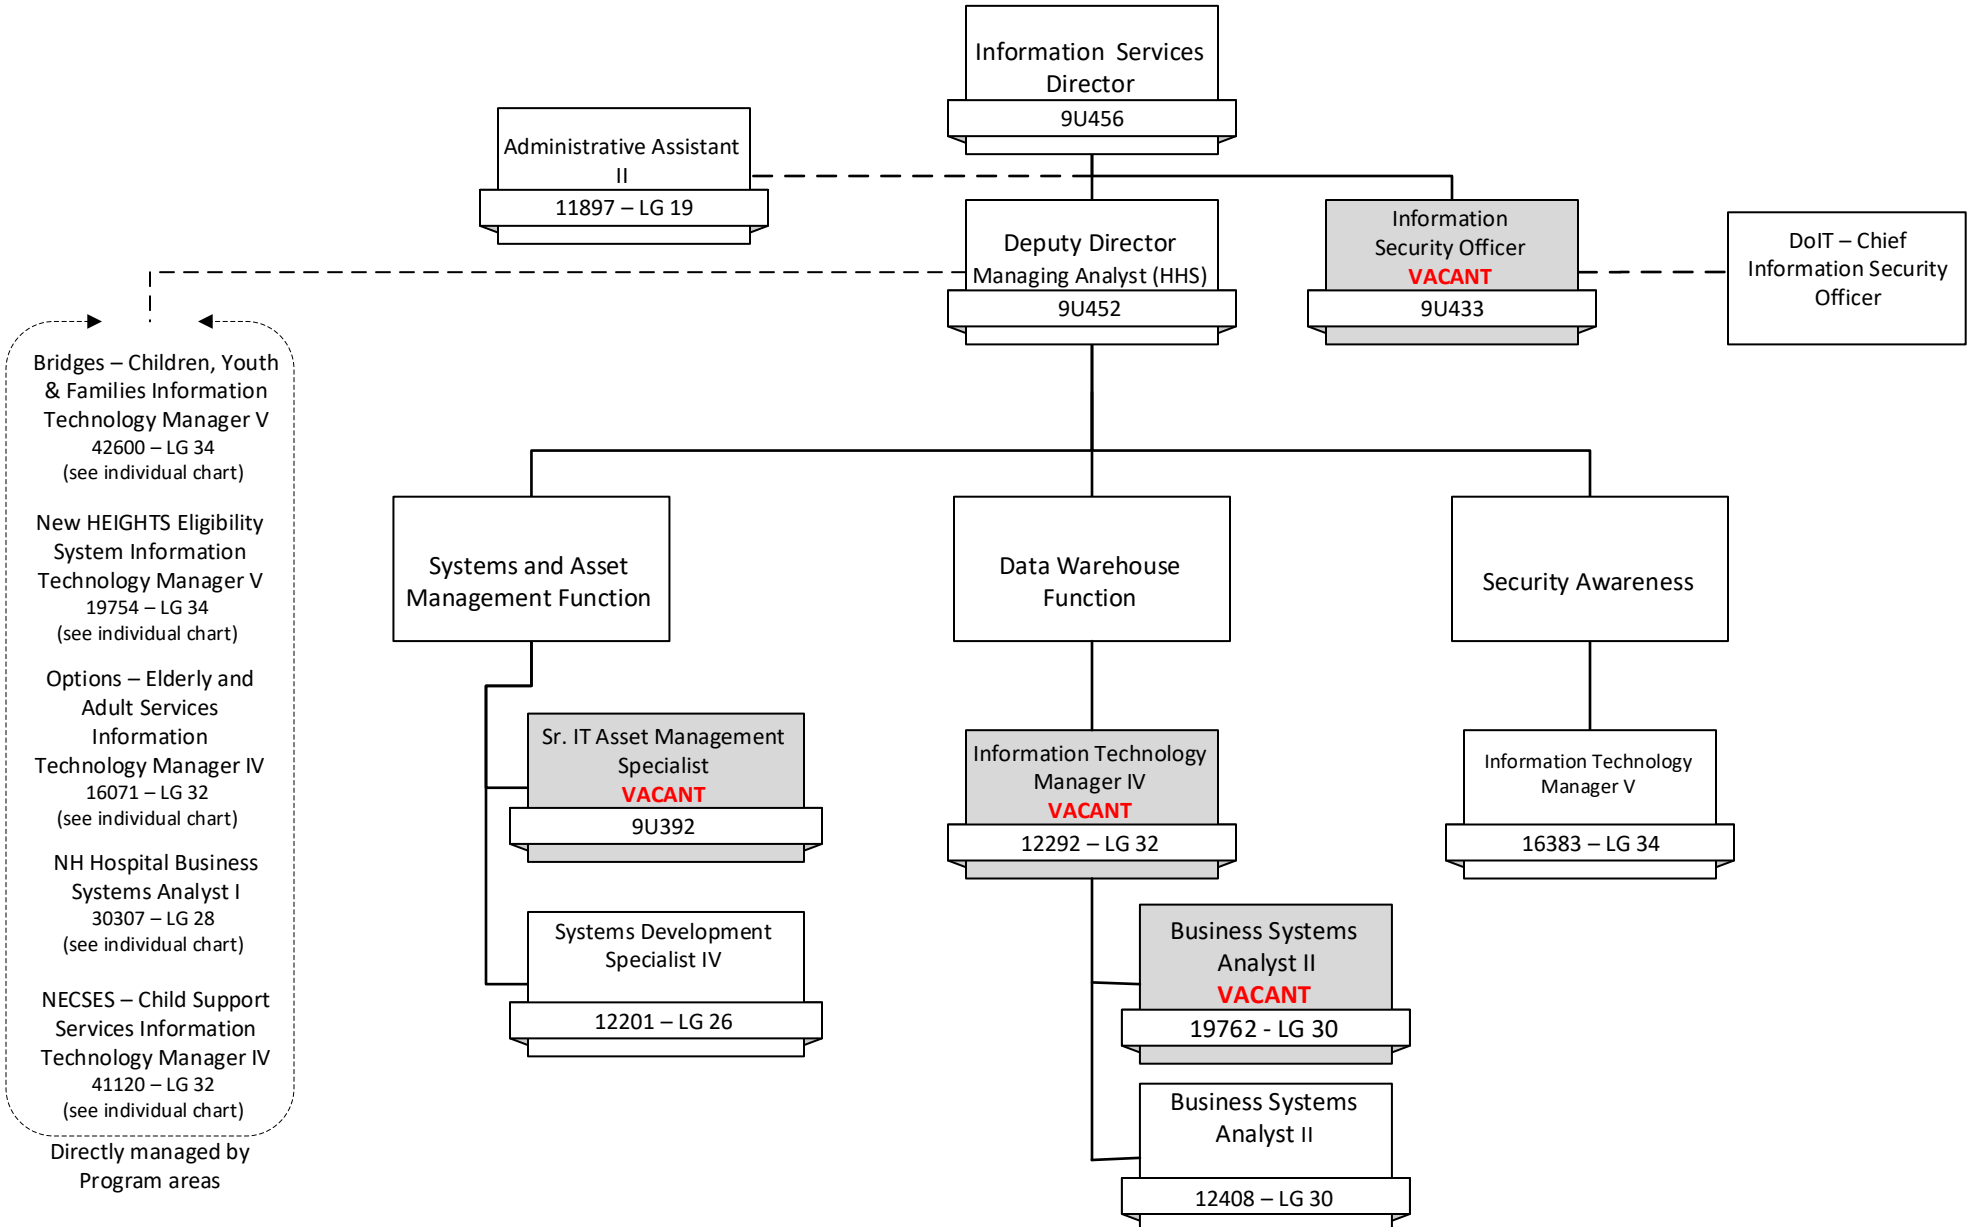 Information Services
Director
9U456
Administrative Assistant
II
11897 – LG 19
Deputy Director
Managing Analyst (HHS)
9U452
Information
Security Officer
VACANT
9U433
DoIT – Chief
Information Security
Officer
Bridges – Children, Youth
& Families Information
Technology Manager V
42600 – LG 34
(see individual chart)
New HEIGHTS Eligibility
System Information
Technology Manager V
19754 – LG 34
(see individual chart)
Options – Elderly and
Adult Services
Information
Technology Manager IV
16071 – LG 32
(see individual chart)
NH Hospital Business
Systems Analyst I
30307 – LG 28
(see individual chart)
NECSES – Child Support
Services Information
Technology Manager IV
41120 – LG 32
(see individual chart)
Directly managed by
Program areas
Systems and Asset
Management Function
Sr. IT Asset Management
Specialist
VACANT
9U392
Systems Development
Specialist IV
12201 – LG 26
Data Warehouse
Function
Information Technology
Manager IV
VACANT
12292 – LG 32
Business Systems
Analyst II
VACANT
19762 - LG 30
Business Systems
Analyst II
12408 – LG 30
Security Awareness
Information Technology
Manager V
16383 – LG 34